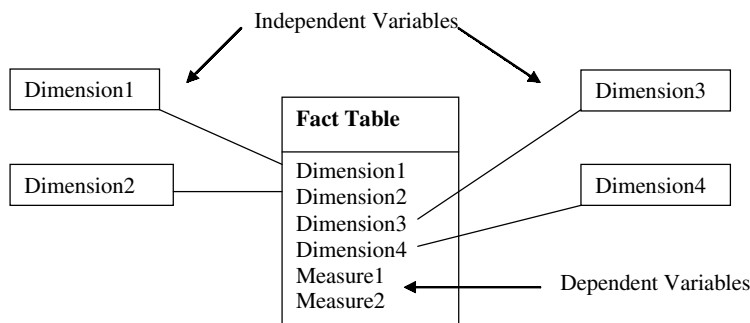 Independent Variables
Dimension1
Dimension2
Fact Table
Dimension1
Dimension2
Dimension3
Dimension4
Measure1
Measure2
Dimension3
Dimension4
Dependent Variables